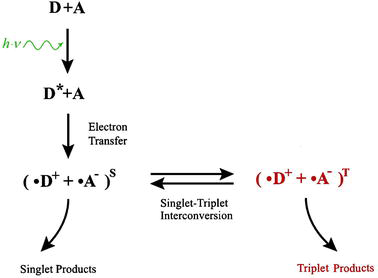 D+A
h·ν
D*+A
Electron
Transfer
(•D⁺ + •A⁻)ˢ
(•D⁺ + •A⁻)ᵀ
Singlet-Triplet
Interconversion
Singlet Products
Triplet Products